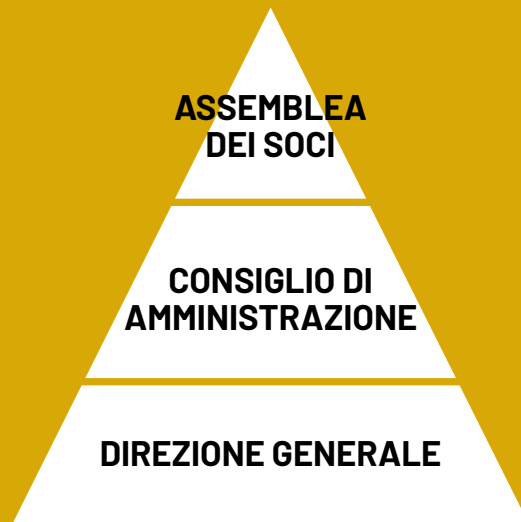 ASSEMBLEA
DEI SOCI
CONSIGLIO DI
AMMINISTRAZIONE
DIREZIONE GENERALE